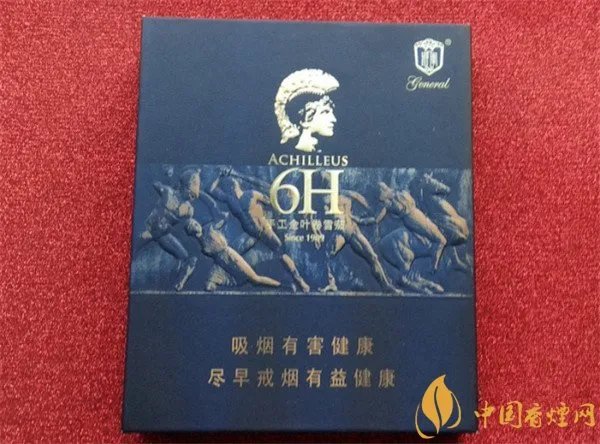 ®
General
ACHILLEUS
6H
手工全叶卷雪茄
Since 1989
吸烟有害健康
尽早戒烟有益健康
中国香烟网